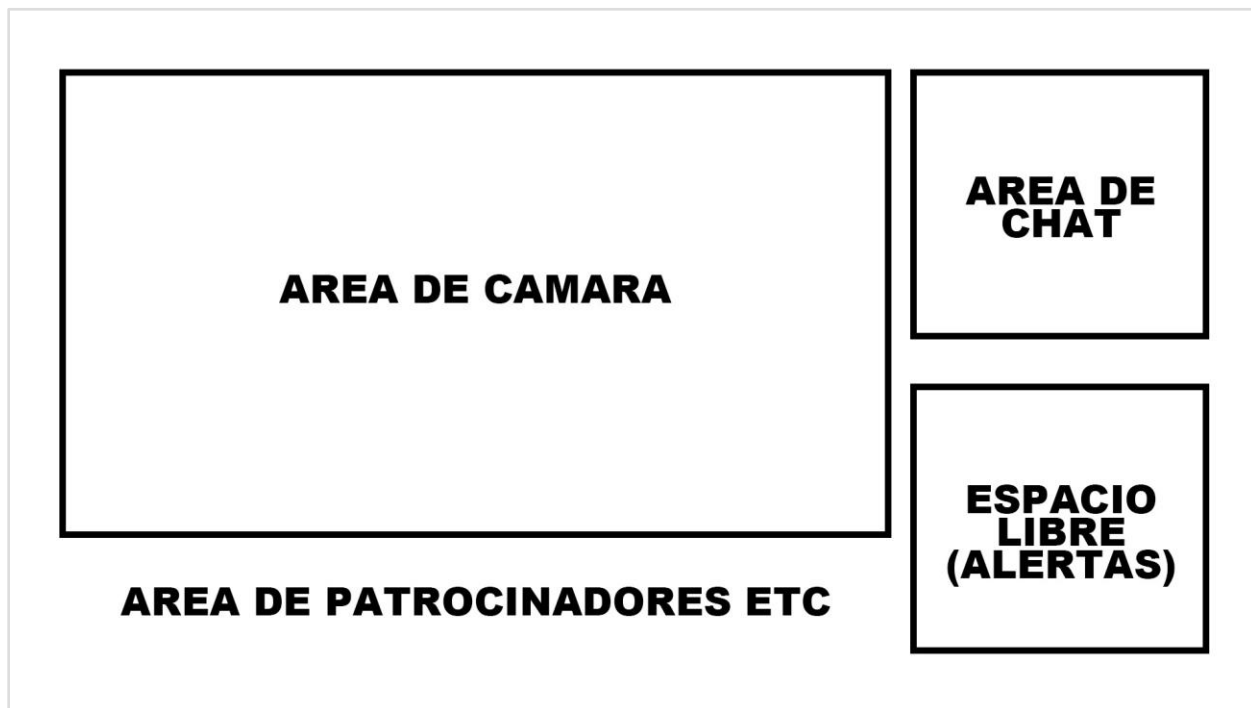 AREA DE CAMARA
AREA DE
CHAT
ESPACIO
LIBRE
(ALERTAS)
AREA DE PATROCINADORES ETC